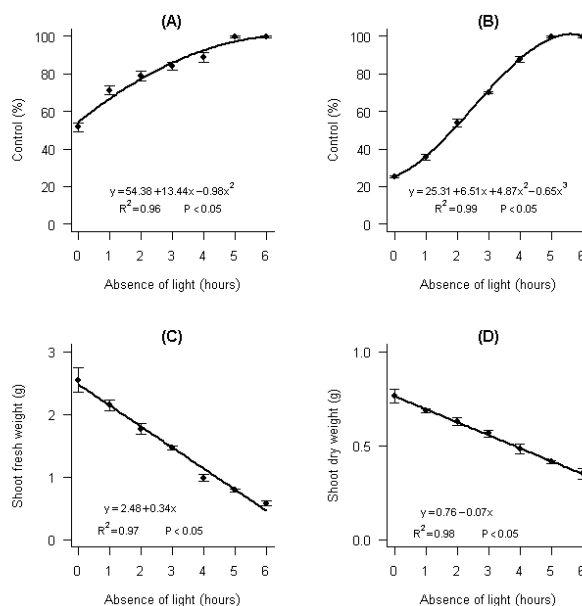 (A)
Control (%)
100
80
60
40
20
0
y = 54.38 +13.44x −0.98x²
R² = 0.96 P < 0.05
0 1 2 3 4 5 6
Absence of light (hours)
(B)
Control (%)
100
80
60
40
20
0
y = 25.31 +6.51x +4.87x² −0.65x³
R² = 0.99 P < 0.05
0 1 2 3 4 5 6
Absence of light (hours)
(C)
Shoot fresh weight (g)
3
2
1
0
y = 2.48 +0.34x
R² = 0.97 P < 0.05
0 1 2 3 4 5 6
Absence of light (hours)
(D)
Shoot dry weight (g)
1.0
0.5
0.0
y = 0.76 −0.07x
R² = 0.98 P < 0.05
0 1 2 3 4 5 6
Absence of light (hours)